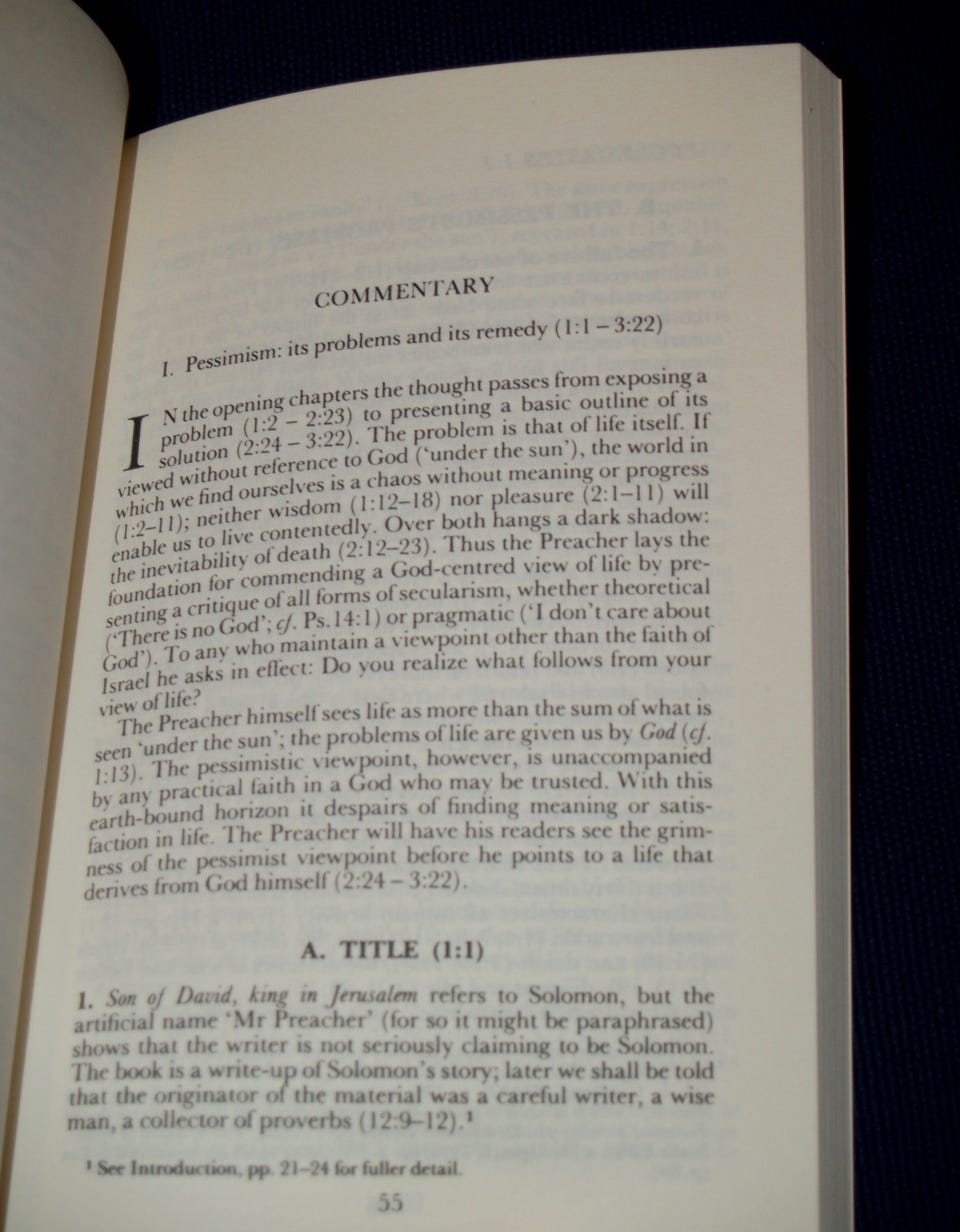 COMMENTARY
I. Pessimism: its problems and its remedy (1:1 – 3:22)
IN the opening chapters the thought passes from exposing a
problem (1:2 – 2:23) to presenting a basic outline of its
solution (2:24 – 3:22). The problem is that of life itself. If
viewed without reference to God (‘under the sun’), the world in
which we find ourselves is a chaos without meaning or progress
(1:2–11); neither wisdom (1:12–18) nor pleasure (2:1–11) will
enable us to live contentedly. Over both hangs a dark shadow:
the inevitability of death (2:12–23). Thus the Preacher lays the
foundation for commending a God-centred view of life by pre-
senting a critique of all forms of secularism, whether theoretical
(‘There is no God’; cf. Ps. 14:1) or pragmatic (‘I don’t care about
God’). To any who maintain a viewpoint other than the faith of
Israel he asks in effect: Do you realize what follows from your
view of life?
The Preacher himself sees life as more than the sum of what is
seen ‘under the sun’; the problems of life are given us by God (cf.
1:13). The pessimistic viewpoint, however, is unaccompanied
by any practical faith in a God who may be trusted. With this
earth-bound horizon it despairs of finding meaning or satis-
faction in life. The Preacher will have his readers see the grim-
ness of the pessimist viewpoint before he points to a life that
derives from God himself (2:24 – 3:22).
A. TITLE (1:1)
1. Son of David, king in Jerusalem refers to Solomon, but the
artificial name ‘Mr Preacher’ (for so it might be paraphrased)
shows that the writer is not seriously claiming to be Solomon.
The book is a write-up of Solomon’s story; later we shall be told
that the originator of the material was a careful writer, a wise
man, a collector of proverbs (12:9–12).¹
¹ See Introduction, pp. 21–24 for fuller detail.
55